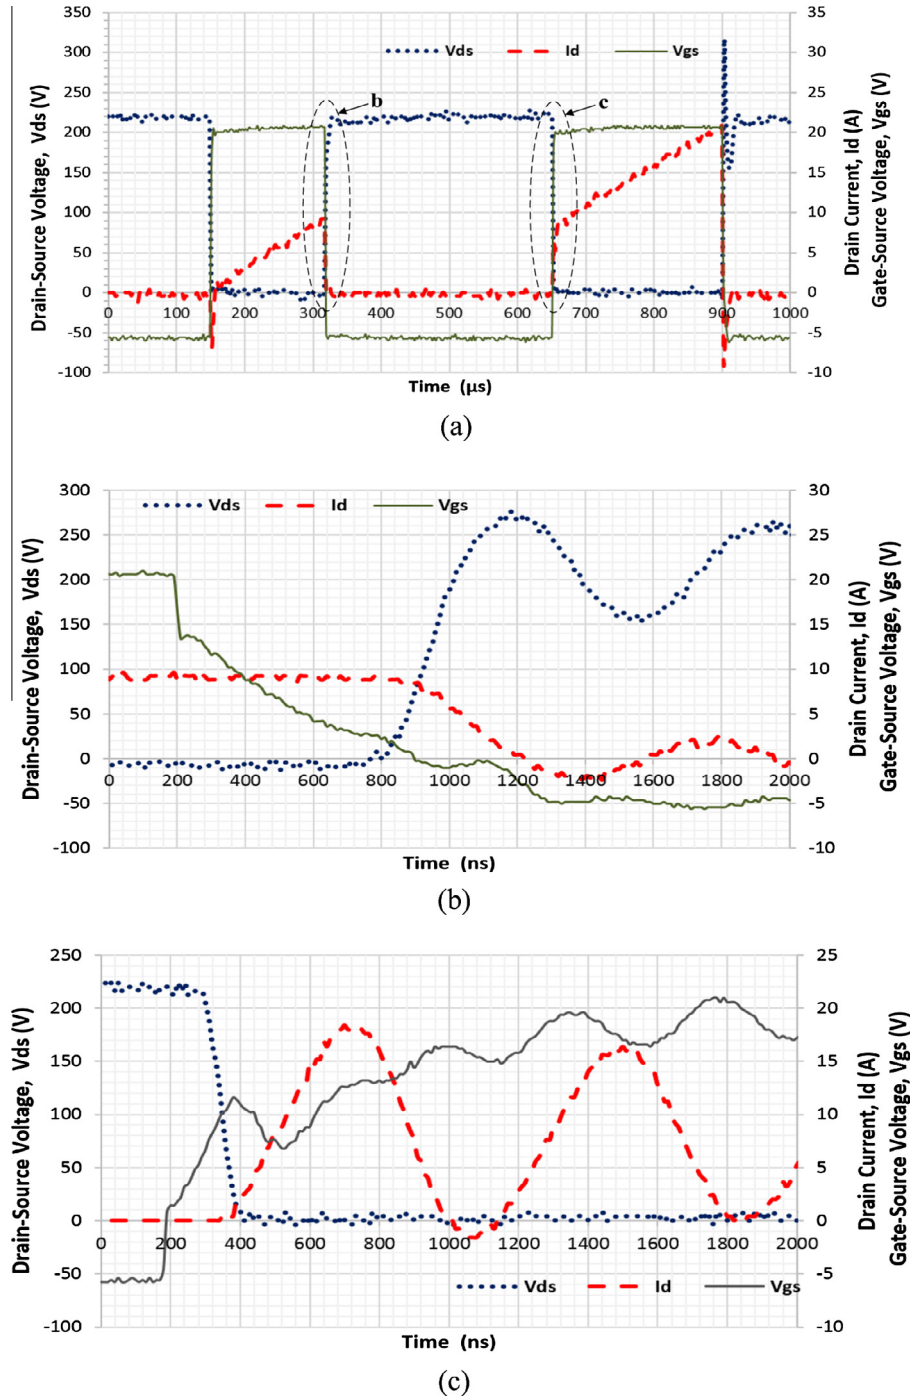 Vds Id Vgs
b
c
Drain-Source Voltage, Vds (V)
350
300
250
200
150
100
50
0
-50
-100
35
30
25
20
15
10
5
0
-5
-10
Drain Current, Id (A)
Gate-Source Voltage, Vgs (V)
0 100 200 300 400 500 600 700 800 900 1000
Time (µs)
(a)
Vds Id Vgs
Drain-Source Voltage, Vds (V)
300
250
200
150
100
50
0
-50
-100
30
25
20
15
10
5
0
-5
-10
Drain Current, Id (A)
Gate-Source Voltage, Vgs (V)
0 200 400 600 800 1000 1200 1400 1600 1800 2000
Time (ns)
(b)
Drain-Source Voltage, Vds (V)
250
200
150
100
50
0
-50
-100
25
20
15
10
5
0
-5
-10
Drain Current, Id (A)
Gate-Source Voltage, Vgs (V)
0 200 400 600 800 1000 1200 1400 1600 1800 2000
Vds Id Vgs
Time (ns)
(c)